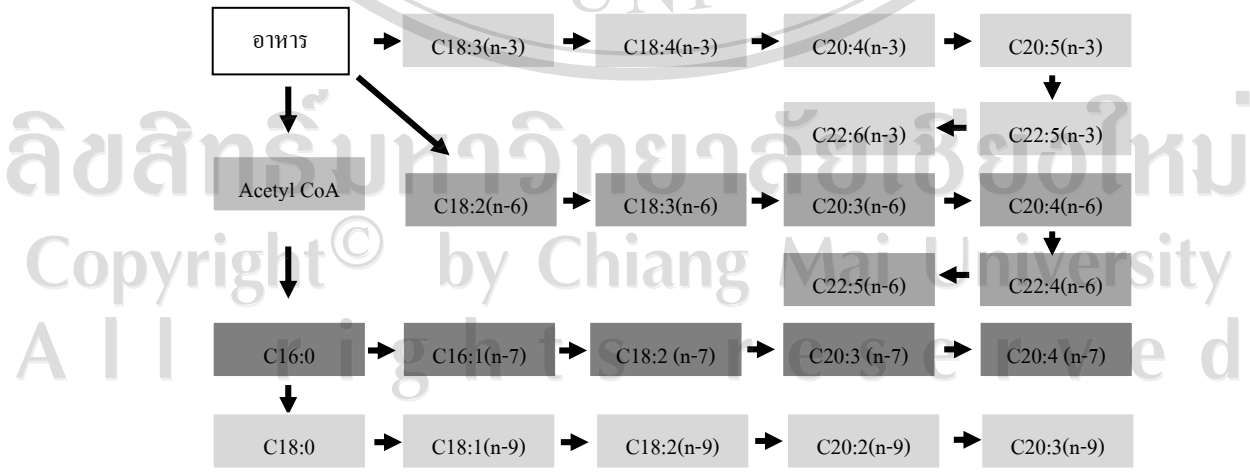 UNI
อาหาร
C18:3(n-3)
C18:4(n-3)
C20:4(n-3)
C20:5(n-3)
C22:6(n-3)
C22:5(n-3)
ลิขสิทธิ์มหาวิทยาลัยเชียงใหม่
Acetyl CoA
C18:2(n-6)
C18:3(n-6)
C20:3(n-6)
C20:4(n-6)
Copyright© by Chiang Mai University
C22:5(n-6)
C22:4(n-6)
All rights reserved
C16:0
C16:1(n-7)
C18:2 (n-7)
C20:3 (n-7)
C20:4 (n-7)
C18:0
C18:1(n-9)
C18:2(n-9)
C20:2(n-9)
C20:3(n-9)